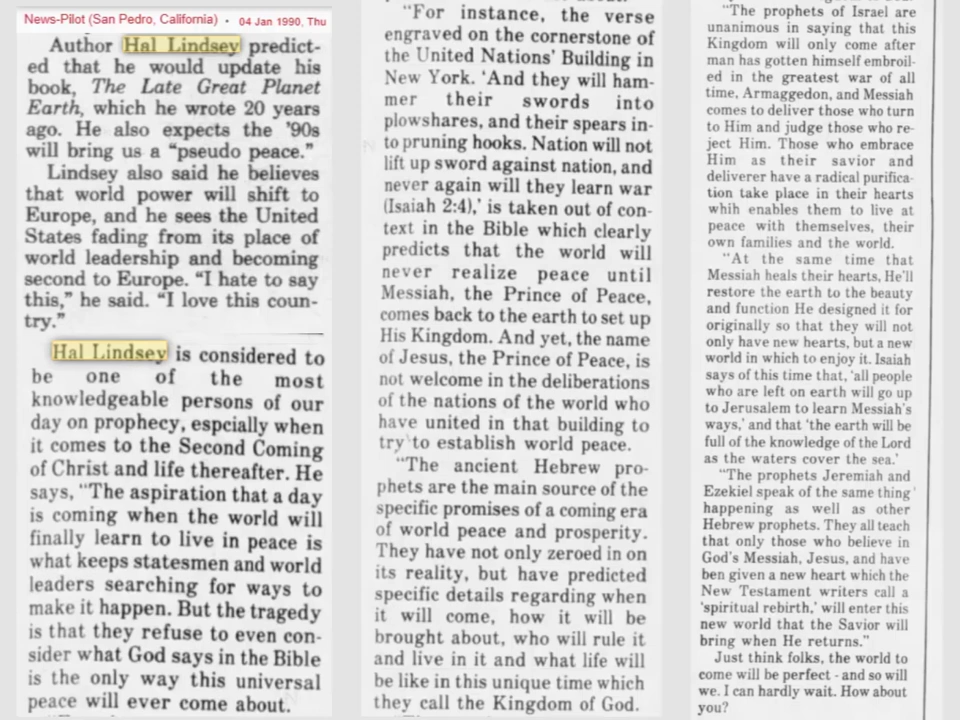 News-Pilot (San Pedro, California) · 04 Jan 1990, Thu
Author Hal Lindsey predict-
ed that he would update his
book, The Late Great Planet
Earth, which he wrote 20 years
ago. He also expects the '90s
will bring us a "pseudo peace."
Lindsey also said he believes
that world power will shift to
Europe, and he sees the United
States fading from its place of
world leadership and becoming
second to Europe. "I hate to say
this," he said. "I love this coun-
try."
Hal Lindsey is considered to
be one of the most
knowledgeable persons of our
day on prophecy, espcially when
it comes to the Second Coming
of Christ and life thereafter. He
says, "The aspiration that a day
is coming when the world will
finally learn to live in peace is
what keeps statesmen and world
leaders searching for ways to
make it happen. But the tragedy
is that they refuse to even con-
sider what God says in the Bible
is the only way this universal
peace will ever come about.
"For instance, the verse
engraved on the cornerstone of
the United Nations' Building in
New York. 'And they will ham-
mer their swords into
plowshares, and their spears in-
to pruning hooks. Nation will not
lift up sword against nation, and
never again will they learn war
(Isaiah 2:4),' is taken out of con-
text in the Bible which clearly
predicts that the world will
never realize peace until
Messiah, the Prince of Peace,
comes back to the earth to set up
His Kingdom. And yet, the name
of Jesus, the Prince of Peace, is
not welcome in the deliberations
of the nations of the world who
have united in that building to
try to establish world peace.
"The ancient Hebrew pro-
phets are the main source of the
specific promises of a coming era
of world peace and prosperity.
They have not only zeroed in on
its reality, but have predicted
specific details regarding when
it will come, how it will be
brought about, who will rule it
and live in it and what life will
be like in this unique time which
they call the Kingdom of God.
"The prophets of Israel are
unanimous in saying that this
Kingdom will only come after
man has gotten himself embroil-
ed in the greatest war of all
time, Armaggedon, and Messiah
comes to deliver those who turn
to Him and judge those who re-
ject Him. Those who embrace
Him as their savior and
deliverer have a radical purifica-
tion take place in their hearts
whih enables them to live at
peace with themselves, their
own families and the world.
"At the same time that
Messiah heals their hearts, He'll
restore the earth to the beauty
and function He designed it for
originally so that they will not
only have new hearts, but a new
world in which to enjoy it. Isaiah
says of this time that, 'all people
who are left on earth will go up
to Jerusalem to learn Messiah's
ways,' and that 'the earth will be
full of the knowledge of the Lord
as the waters cover the sea.'
"The prophets Jeremiah and
Ezekiel speak of the same thing
happening as well as other
Hebrew prophets. They all teach
that only those who believe in
God's Messiah, Jesus, and have
ben given a new heart which the
New Testament writers call a
'spiritual rebirth,' will enter this
new world that the Savior will
bring when He returns."
Just think folks, the world to
come will be perfect - and so will
we. I can hardly wait. How about
you?